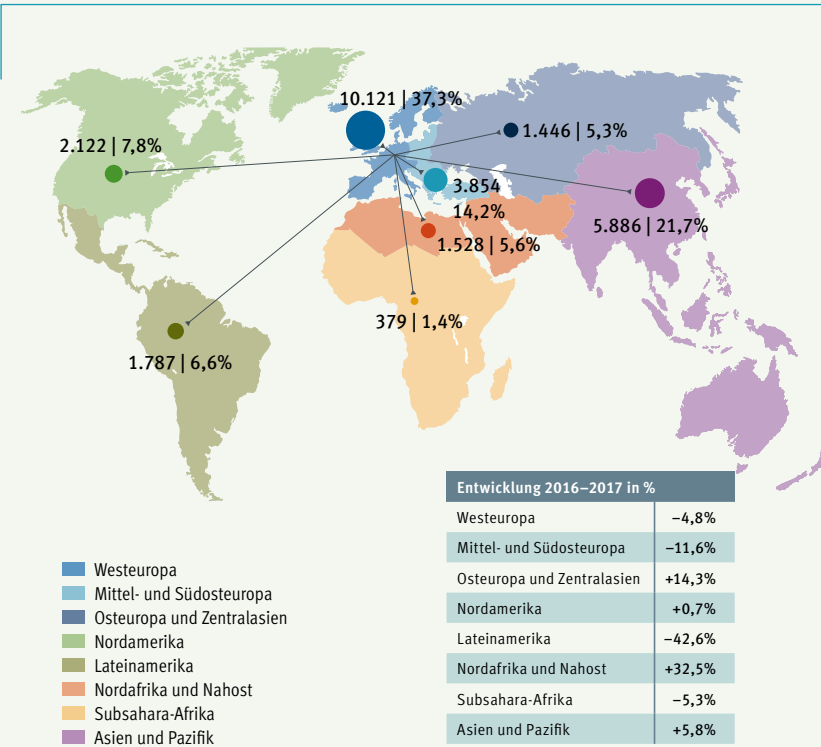 10.121 | 37,3%
2.122 | 7,8%
1.446 | 5,3%
3.854
14,2%
5.886 | 21,7%
1.528 | 5,6%
379 | 1,4%
1.787 | 6,6%
Entwicklung 2016–2017 in %
Westeuropa –4,8%
Mittel- und Südosteuropa –11,6%
Osteuropa und Zentralasien +14,3%
Nordamerika +0,7%
Lateinamerika –42,6%
Nordafrika und Nahost +32,5%
Subsahara-Afrika –5,3%
Asien und Pazifik +5,8%
Westeuropa
Mittel- und Südosteuropa
Osteuropa und Zentralasien
Nordamerika
Lateinamerika
Nordafrika und Nahost
Subsahara-Afrika
Asien und Pazifik